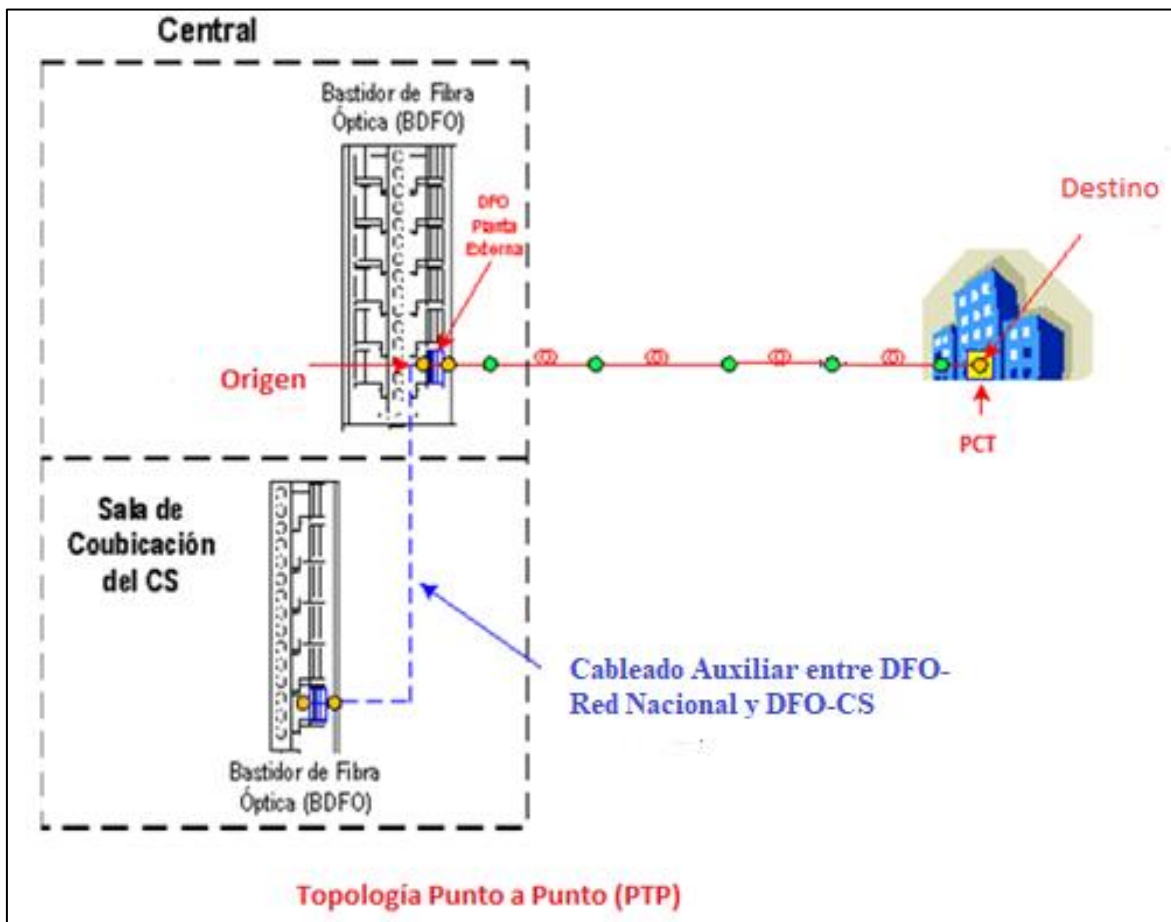 Central
Bastidor de Fibra
Óptica (BDFO)
DFO
Planta
Externa
Destino
Origen
PCT
Sala de
Coubicación
del CS
Cableado Auxiliar entre DFO-
Red Nacional y DFO-CS
Bastidor de Fibra
Óptica (BDFO)
Topología Punto a Punto (PTP)